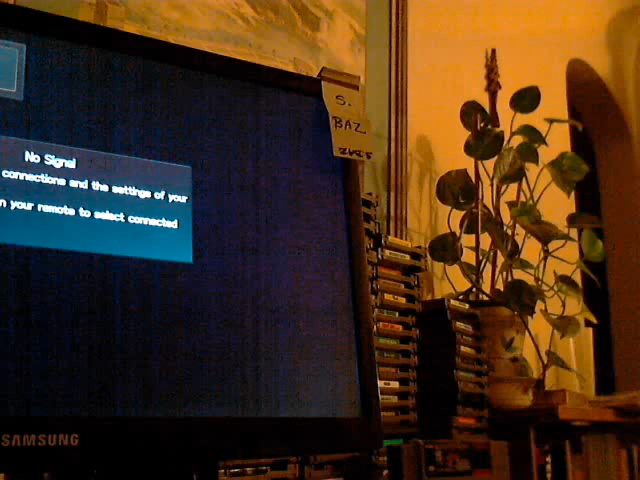 No Signal
connections and the settings of your
n your remote to select connected
SAMSUNG
S.
BAZ